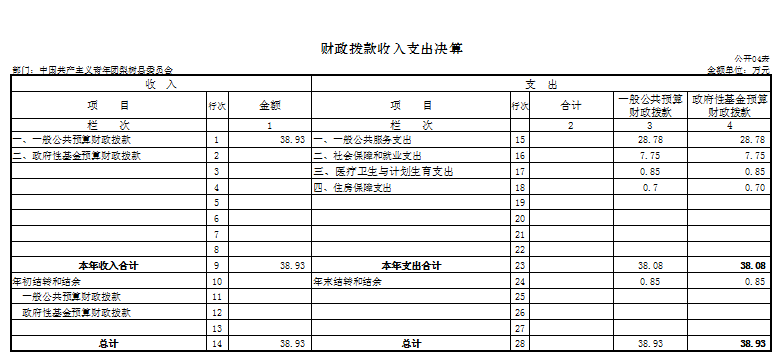 财政拨款收入支出决算
公开04表
部门：中国共产主义青年团梨树县委员会 金额单位：万元
收 入 支 出
项 目 行次 金额 项 目 行次 合计 一般公共预算财政拨款 政府性基金预算财政拨款
栏 次 1 栏 次 2 3 4
一、一般公共预算财政拨款 1 38.93 一、一般公共服务支出 15 28.78 28.78
二、政府性基金预算财政拨款 2 二、社会保障和就业支出 16 7.75 7.75
3 三、医疗卫生与计划生育支出 17 0.85 0.85
4 四、住房保障支出 18 0.7 0.70
5 19
6 20
7 21
8 22
本年收入合计 9 38.93 本年支出合计 23 38.08 38.08
年初结转和结余 10 年末结转和结余 24 0.85 0.85
一般公共预算财政拨款 11 25
政府性基金预算财政拨款 12 26
13 27
总计 14 38.93 总计 28 38.93 38.93